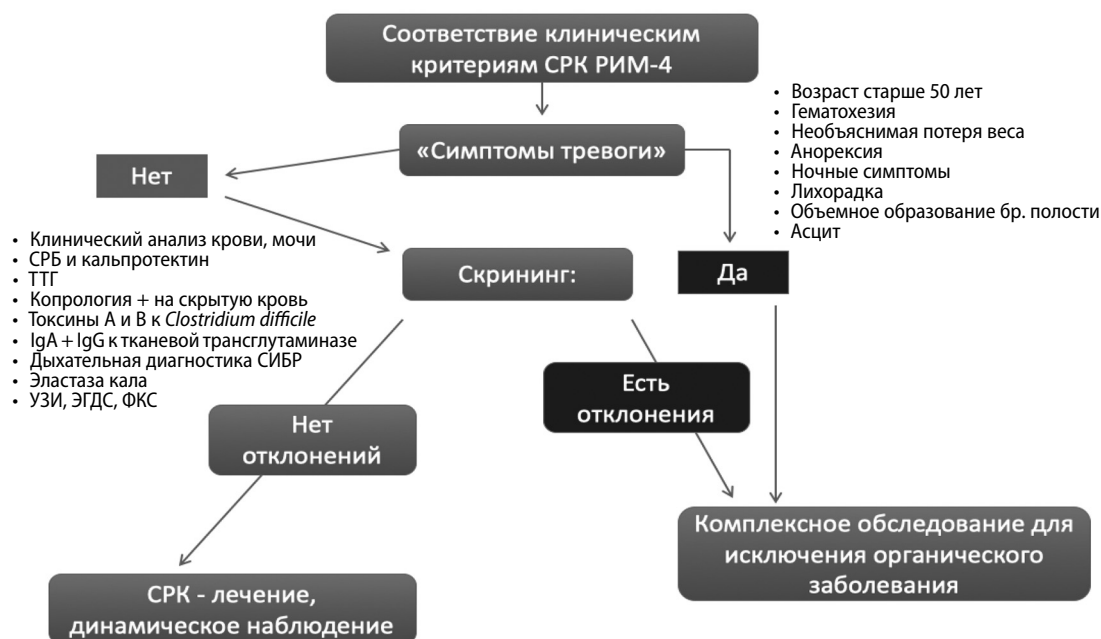 Соответствие клиническим
критериям СРК РИМ-4
«Симптомы тревоги»
• Возраст старше 50 лет
• Гематохезия
• Необъяснимая потеря веса
• Анорексия
• Ночные симптомы
• Лихорадка
• Объемное образование бр. полости
• Асцит
Нет
Да
• Клинический анализ крови, мочи
• СРБ и кальпротектин
• ТТГ
• Копрология + на скрытую кровь
• Токсины А и В к Clostridium difficile
• IgA + IgG к тканевой трансглутаминазе
• Дыхательная диагностика СИБР
• Эластаза кала
• УЗИ, ЭГДС, ФКС
Скрининг:
Нет
отклонений
Есть
отклонения
СРК - лечение,
динамическое наблюдение
Комплексное обследование для
исключения органического
заболевания